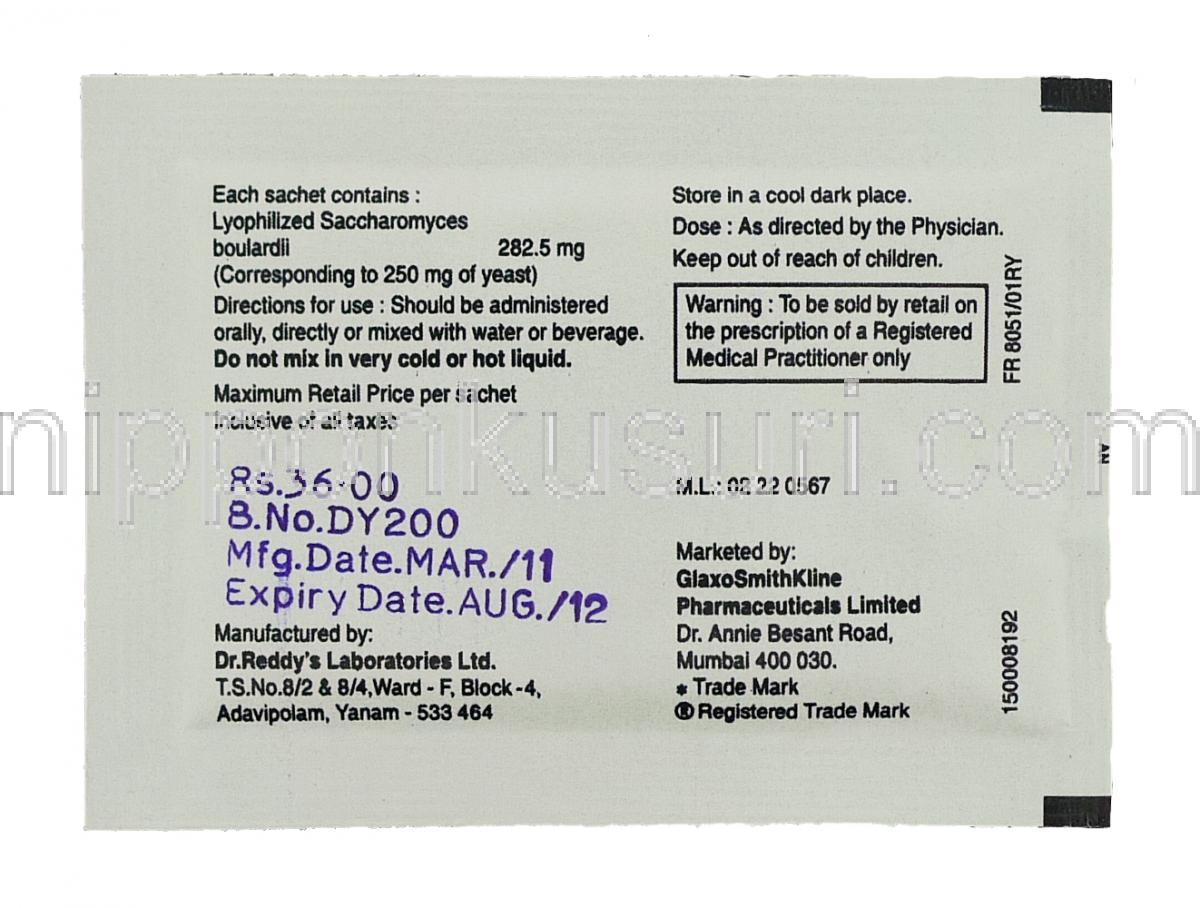 Each sachet contains :
Lyophilized Saccharomyces
boulardii 282.5 mg
(Corresponding to 250 mg of yeast)
Directions for use : Should be administered
orally, directly or mixed with water or beverage.
Do not mix in very cold or hot liquid.
Maximum Retail Price per sachet
inclusive of all taxes
Rs.36-00
B.No.DY200
Mfg.Date.MAR./11
Expiry Date.AUG./12
Manufactured by:
Dr.Reddy's Laboratories Ltd.
T.S.No.8/2 & 8/4,Ward - F, Block -4,
Adavipolam, Yanam - 533 464
Store in a cool dark place.
Dose : As directed by the Physician.
Keep out of reach of children.
Warning : To be sold by retail on
the prescription of a Registered
Medical Practitioner only
M.L.: 02 22 0567
Marketed by:
GlaxoSmithKline
Pharmaceuticals Limited
Dr. Annie Besant Road,
Mumbai 400 030.
* Trade Mark
® Registered Trade Mark
FR 8051/01RY
150008192
nipponkusuri.com